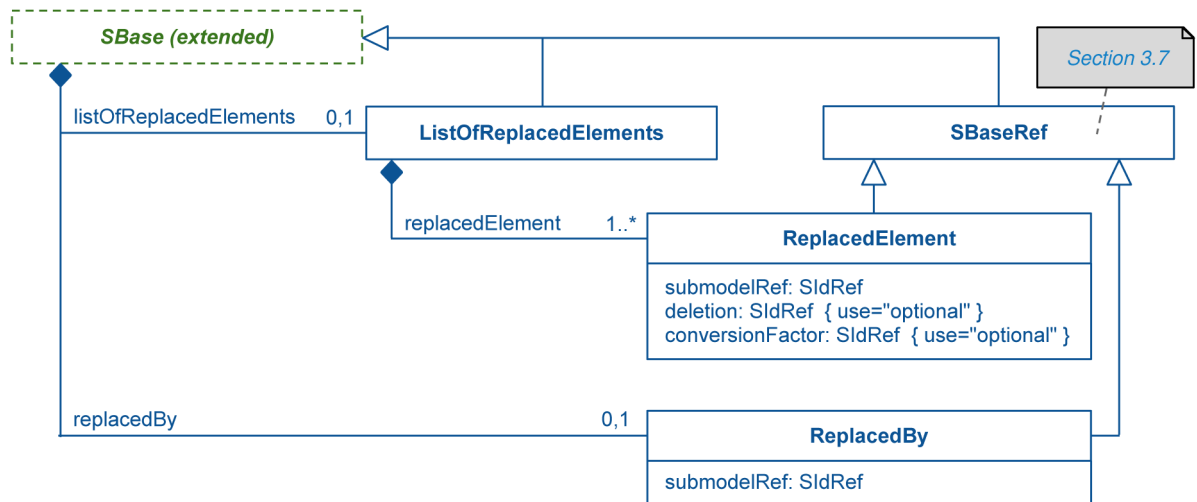 SBase (extended)
Section 3.7
listOfReplacedElements 0,1
ListOfReplacedElements
SBaseRef
replacedElement 1..*
ReplacedElement
submodelRef: SIdRef
deletion: SIdRef { use="optional" }
conversionFactor: SIdRef { use="optional" }
replacedBy 0,1
ReplacedBy
submodelRef: SIdRef